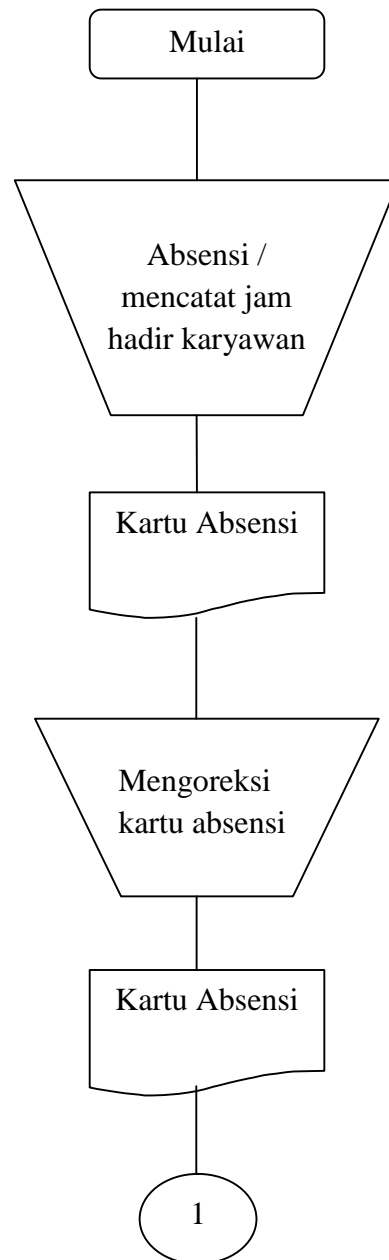 Mulai
Absensi /
mencatat jam
hadir karyawan
Kartu Absensi
Mengoreksi
kartu absensi
Kartu Absensi
1